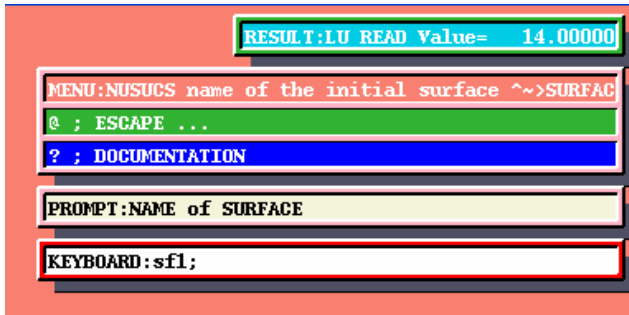 RESULT:LU READ Value=   14.00000
MENU:NUSUCS name of the initial surface ^~>SURFAC
@ ; ESCAPE ...
? ; DOCUMENTATION
PROMPT:NAME of SURFACE
KEYBOARD:sf1;